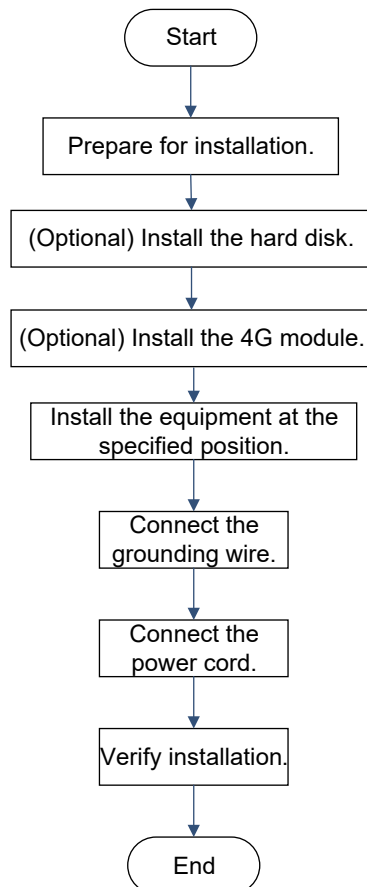 Start
Prepare for installation.
(Optional) Install the hard disk.
(Optional) Install the 4G module.
Install the equipment at the
specified position.
Connect the
grounding wire.
Connect the
power cord.
Verify installation.
End